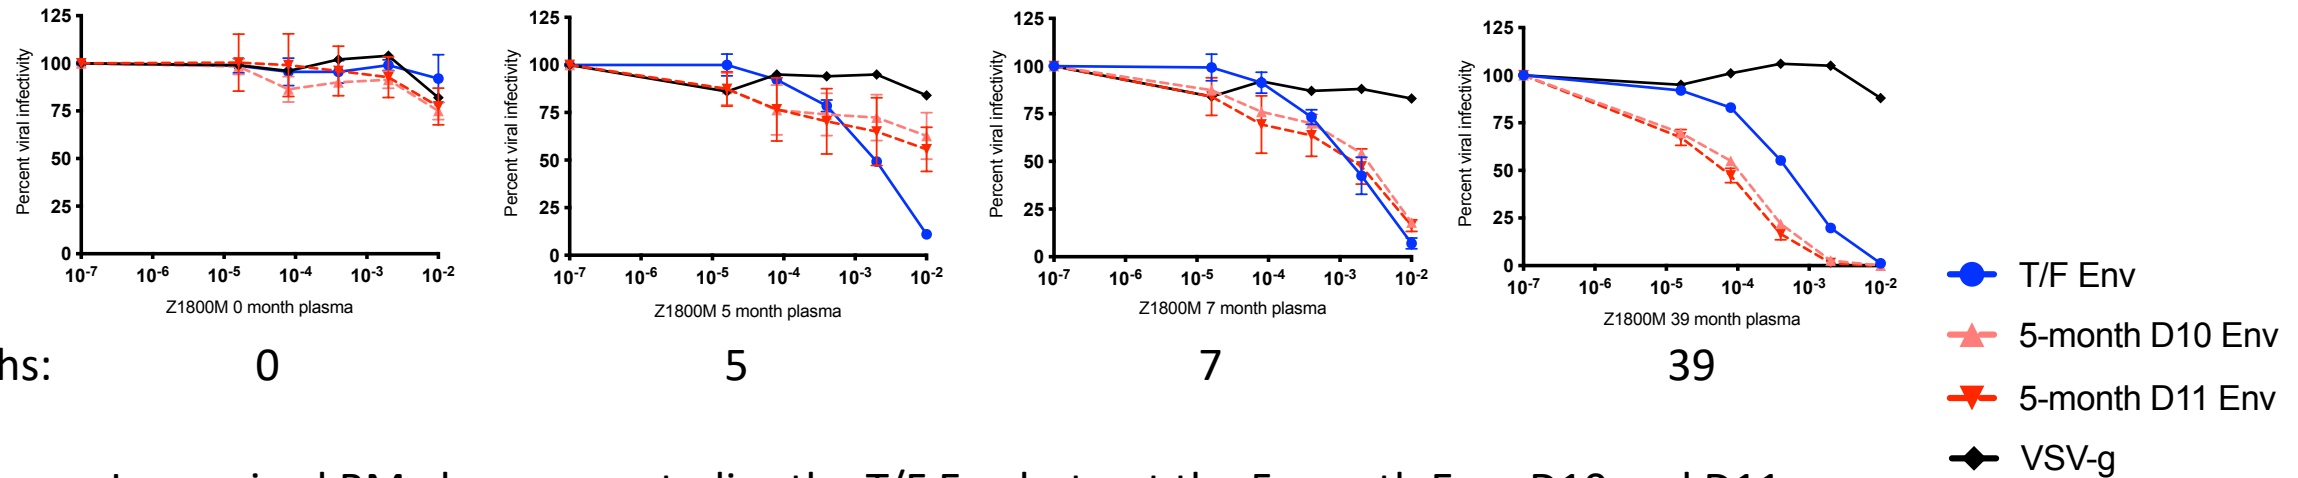 125
100
75
50
25
0
Percent viral infectivity
10-7 10-6 10-5 10-4 10-3 10-2
Z1800M 0 month plasma
125
100
75
50
25
0
Percent viral infectivity
10-7 10-6 10-5 10-4 10-3 10-2
Z1800M 5 month plasma
125
100
75
50
25
0
Percent viral infectivity
10-7 10-6 10-5 10-4 10-3 10-2
Z1800M 7 month plasma
125
100
75
50
25
0
Percent viral infectivity
10-7 10-6 10-5 10-4 10-3 10-2
Z1800M 39 month plasma
T/F Env
5-month D10 Env
5-month D11 Env
VSV-g
hs: 0 5 7 39